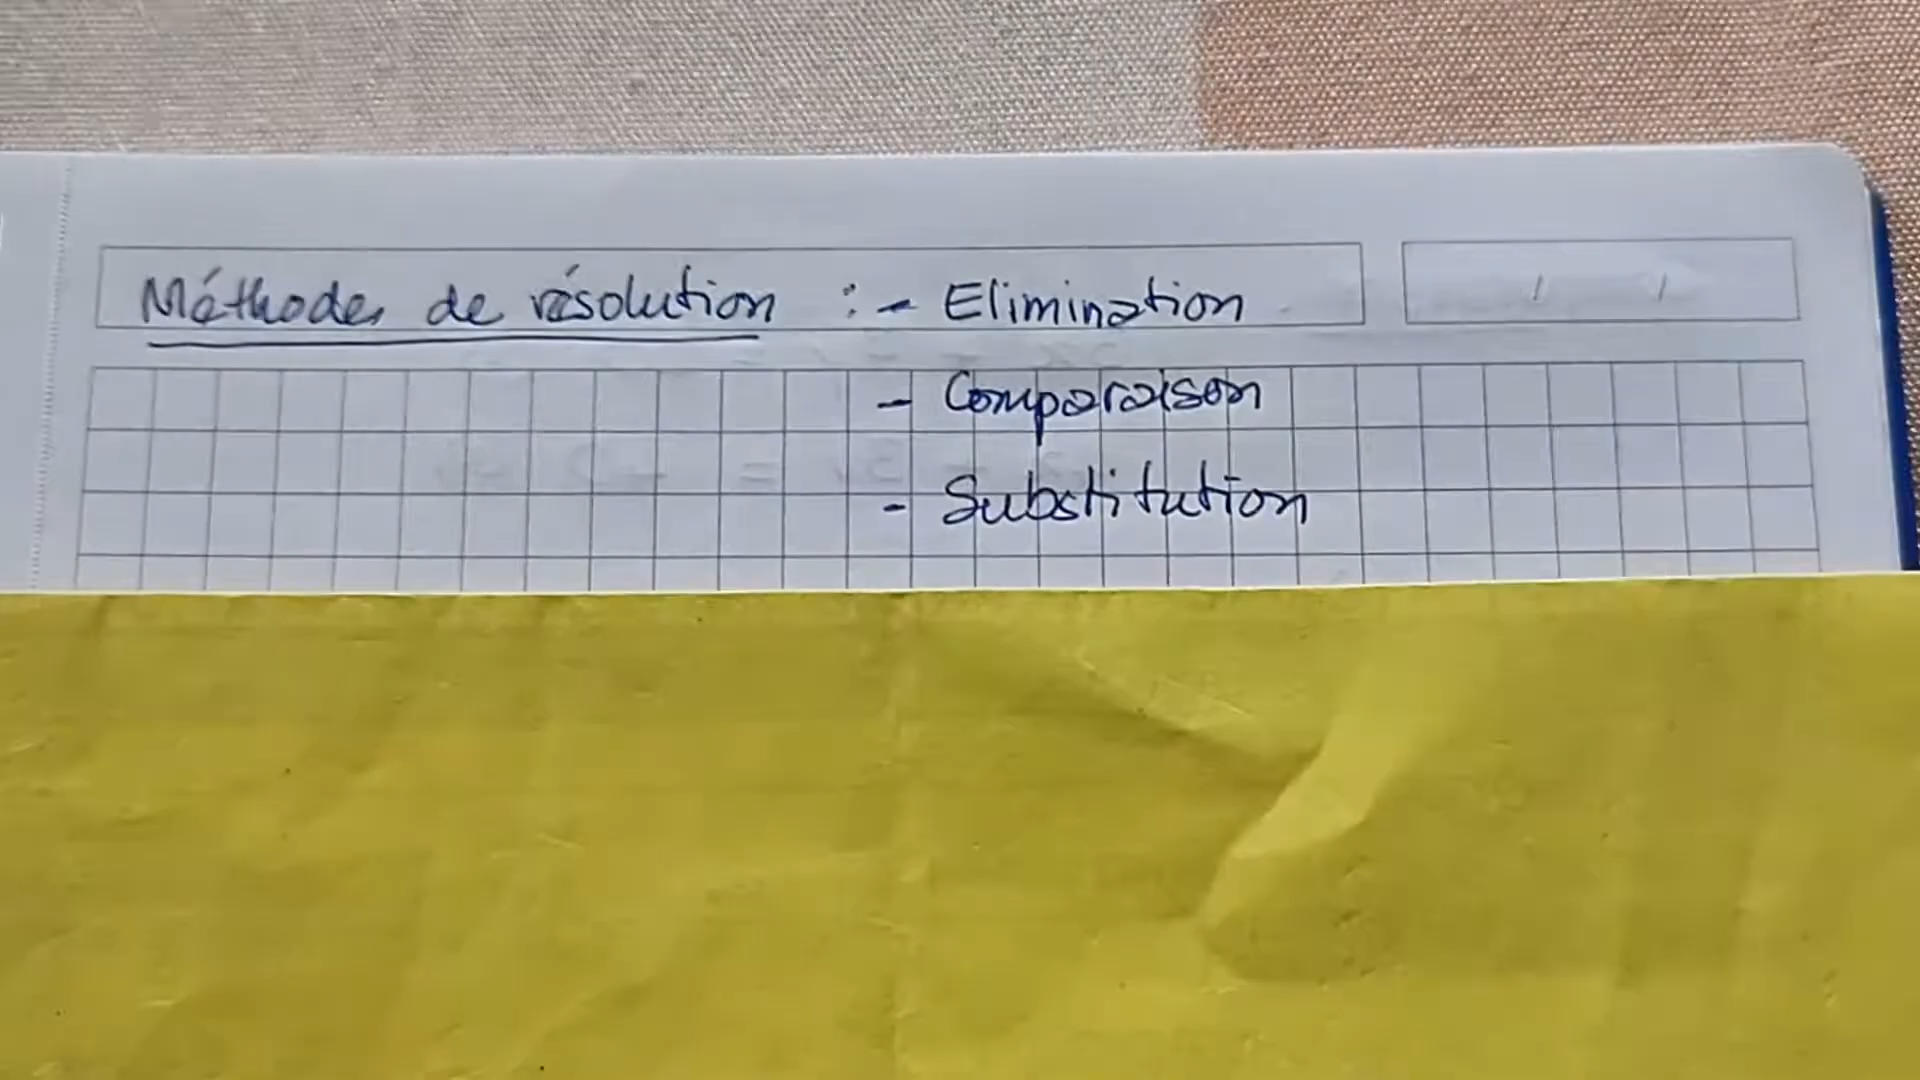 Méthodes de résolution : - Elimination
- Comparaison
- Substitution